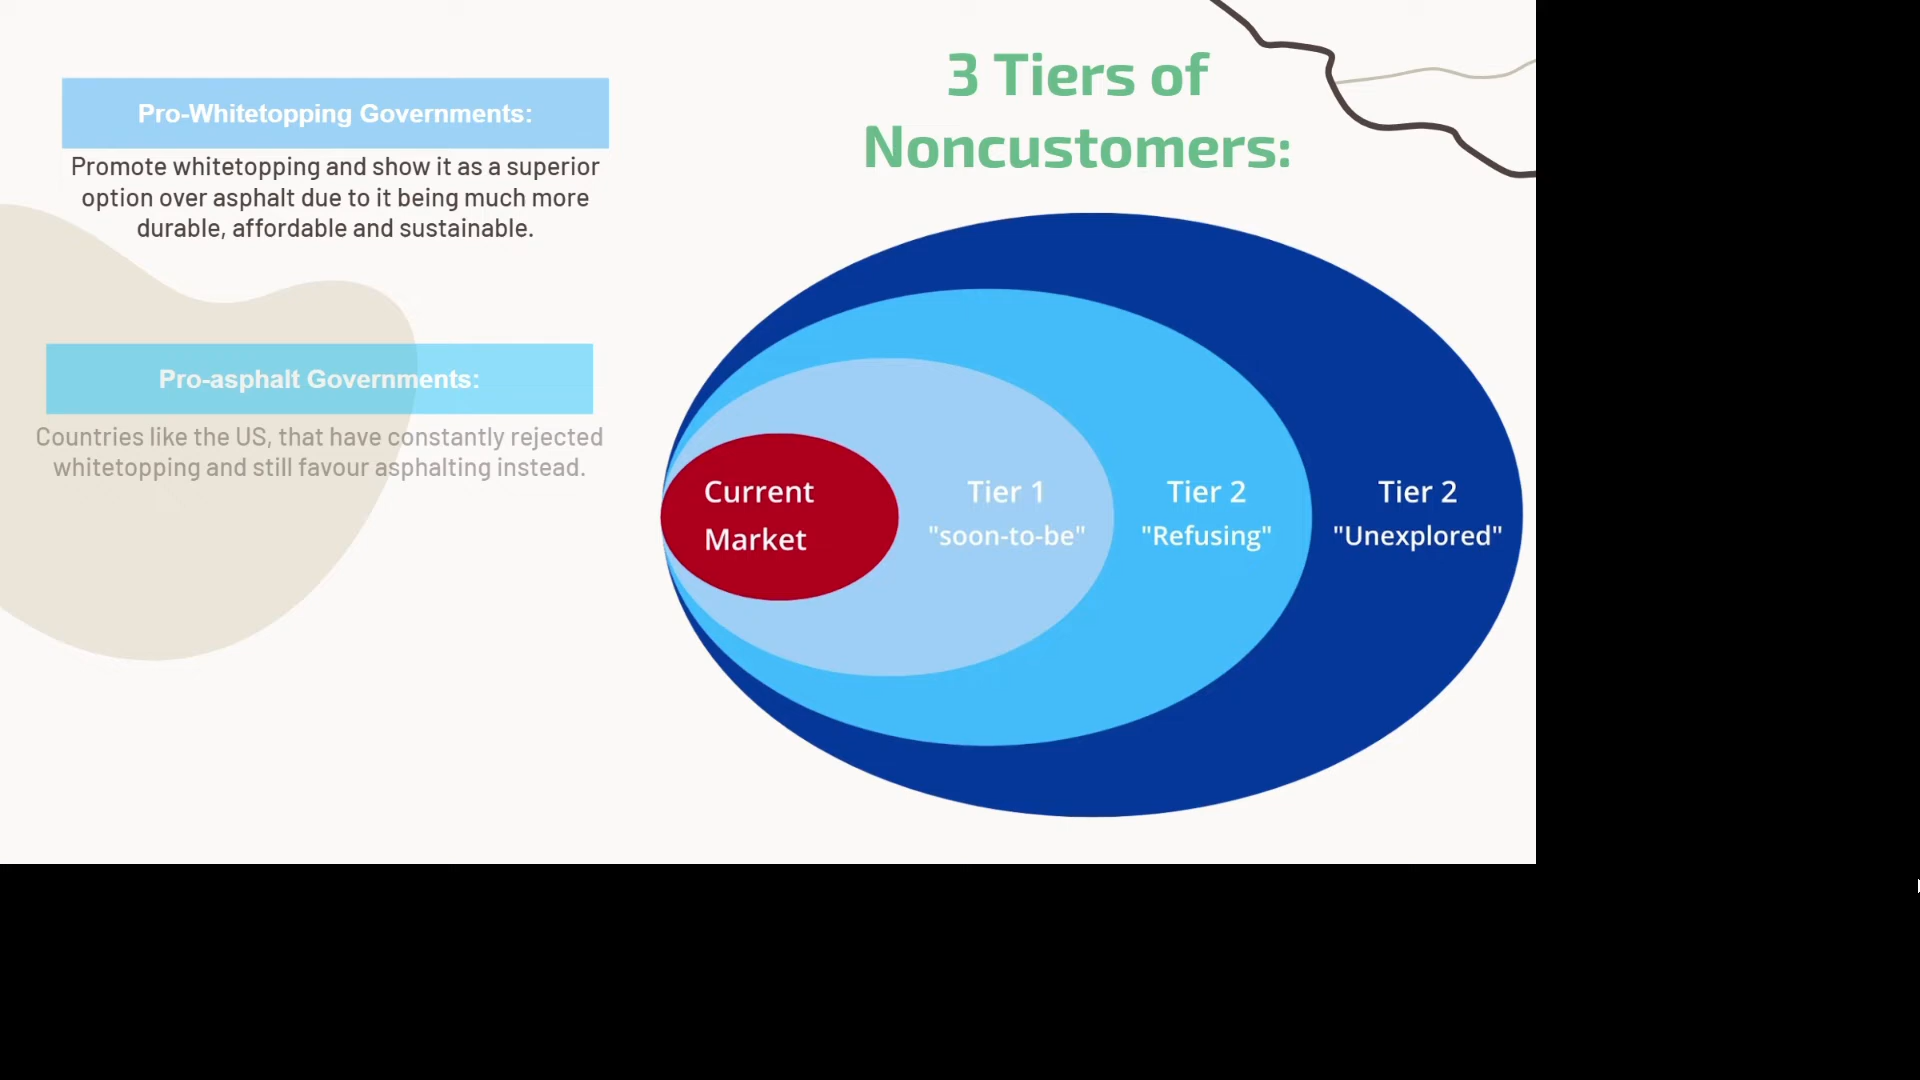 3 Tiers of
Noncustomers:
Pro-Whitetopping Governments:
Promote whitetopping and show it as a superior
option over asphalt due to it being much more
durable, affordable and sustainable.
Pro-asphalt Governments:
Countries like the US, that have constantly rejected
whitetopping and still favour asphalting instead.
Current
Market
Tier 1
"soon-to-be"
Tier 2
"Refusing"
Tier 2
"Unexplored"